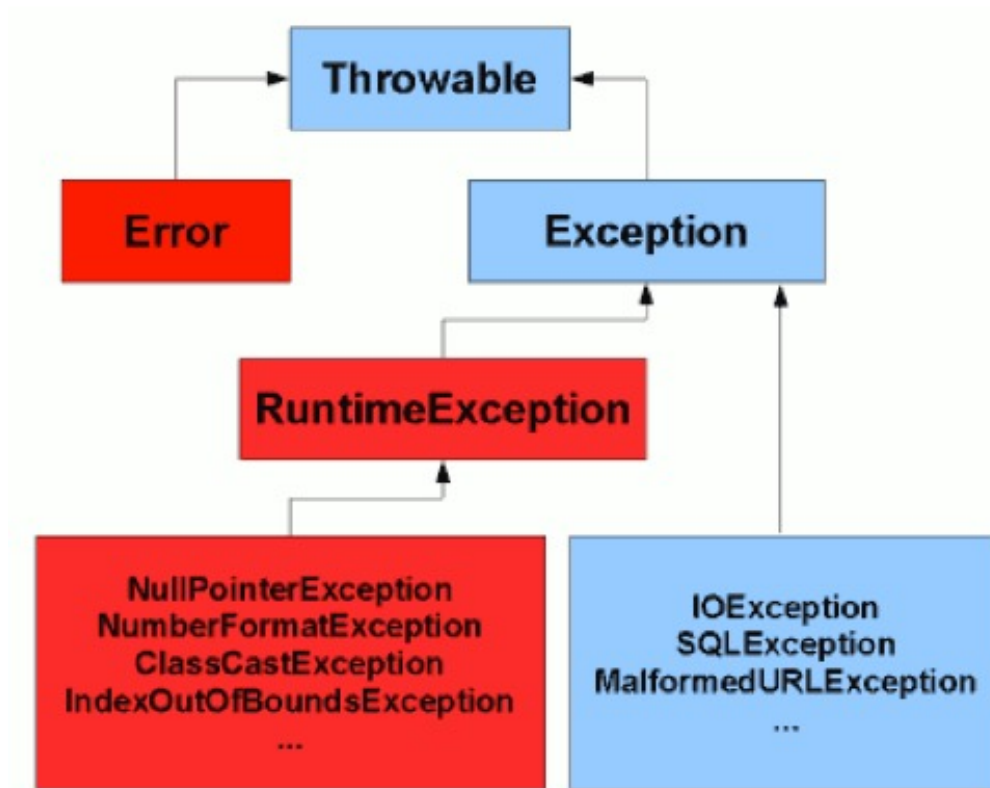 Throwable
Error
Exception
RuntimeException
NullPointerException
NumberFormatException
ClassCastException
IndexOutOfBoundsException
...
IOException
SQLException
MalformedURLException
...